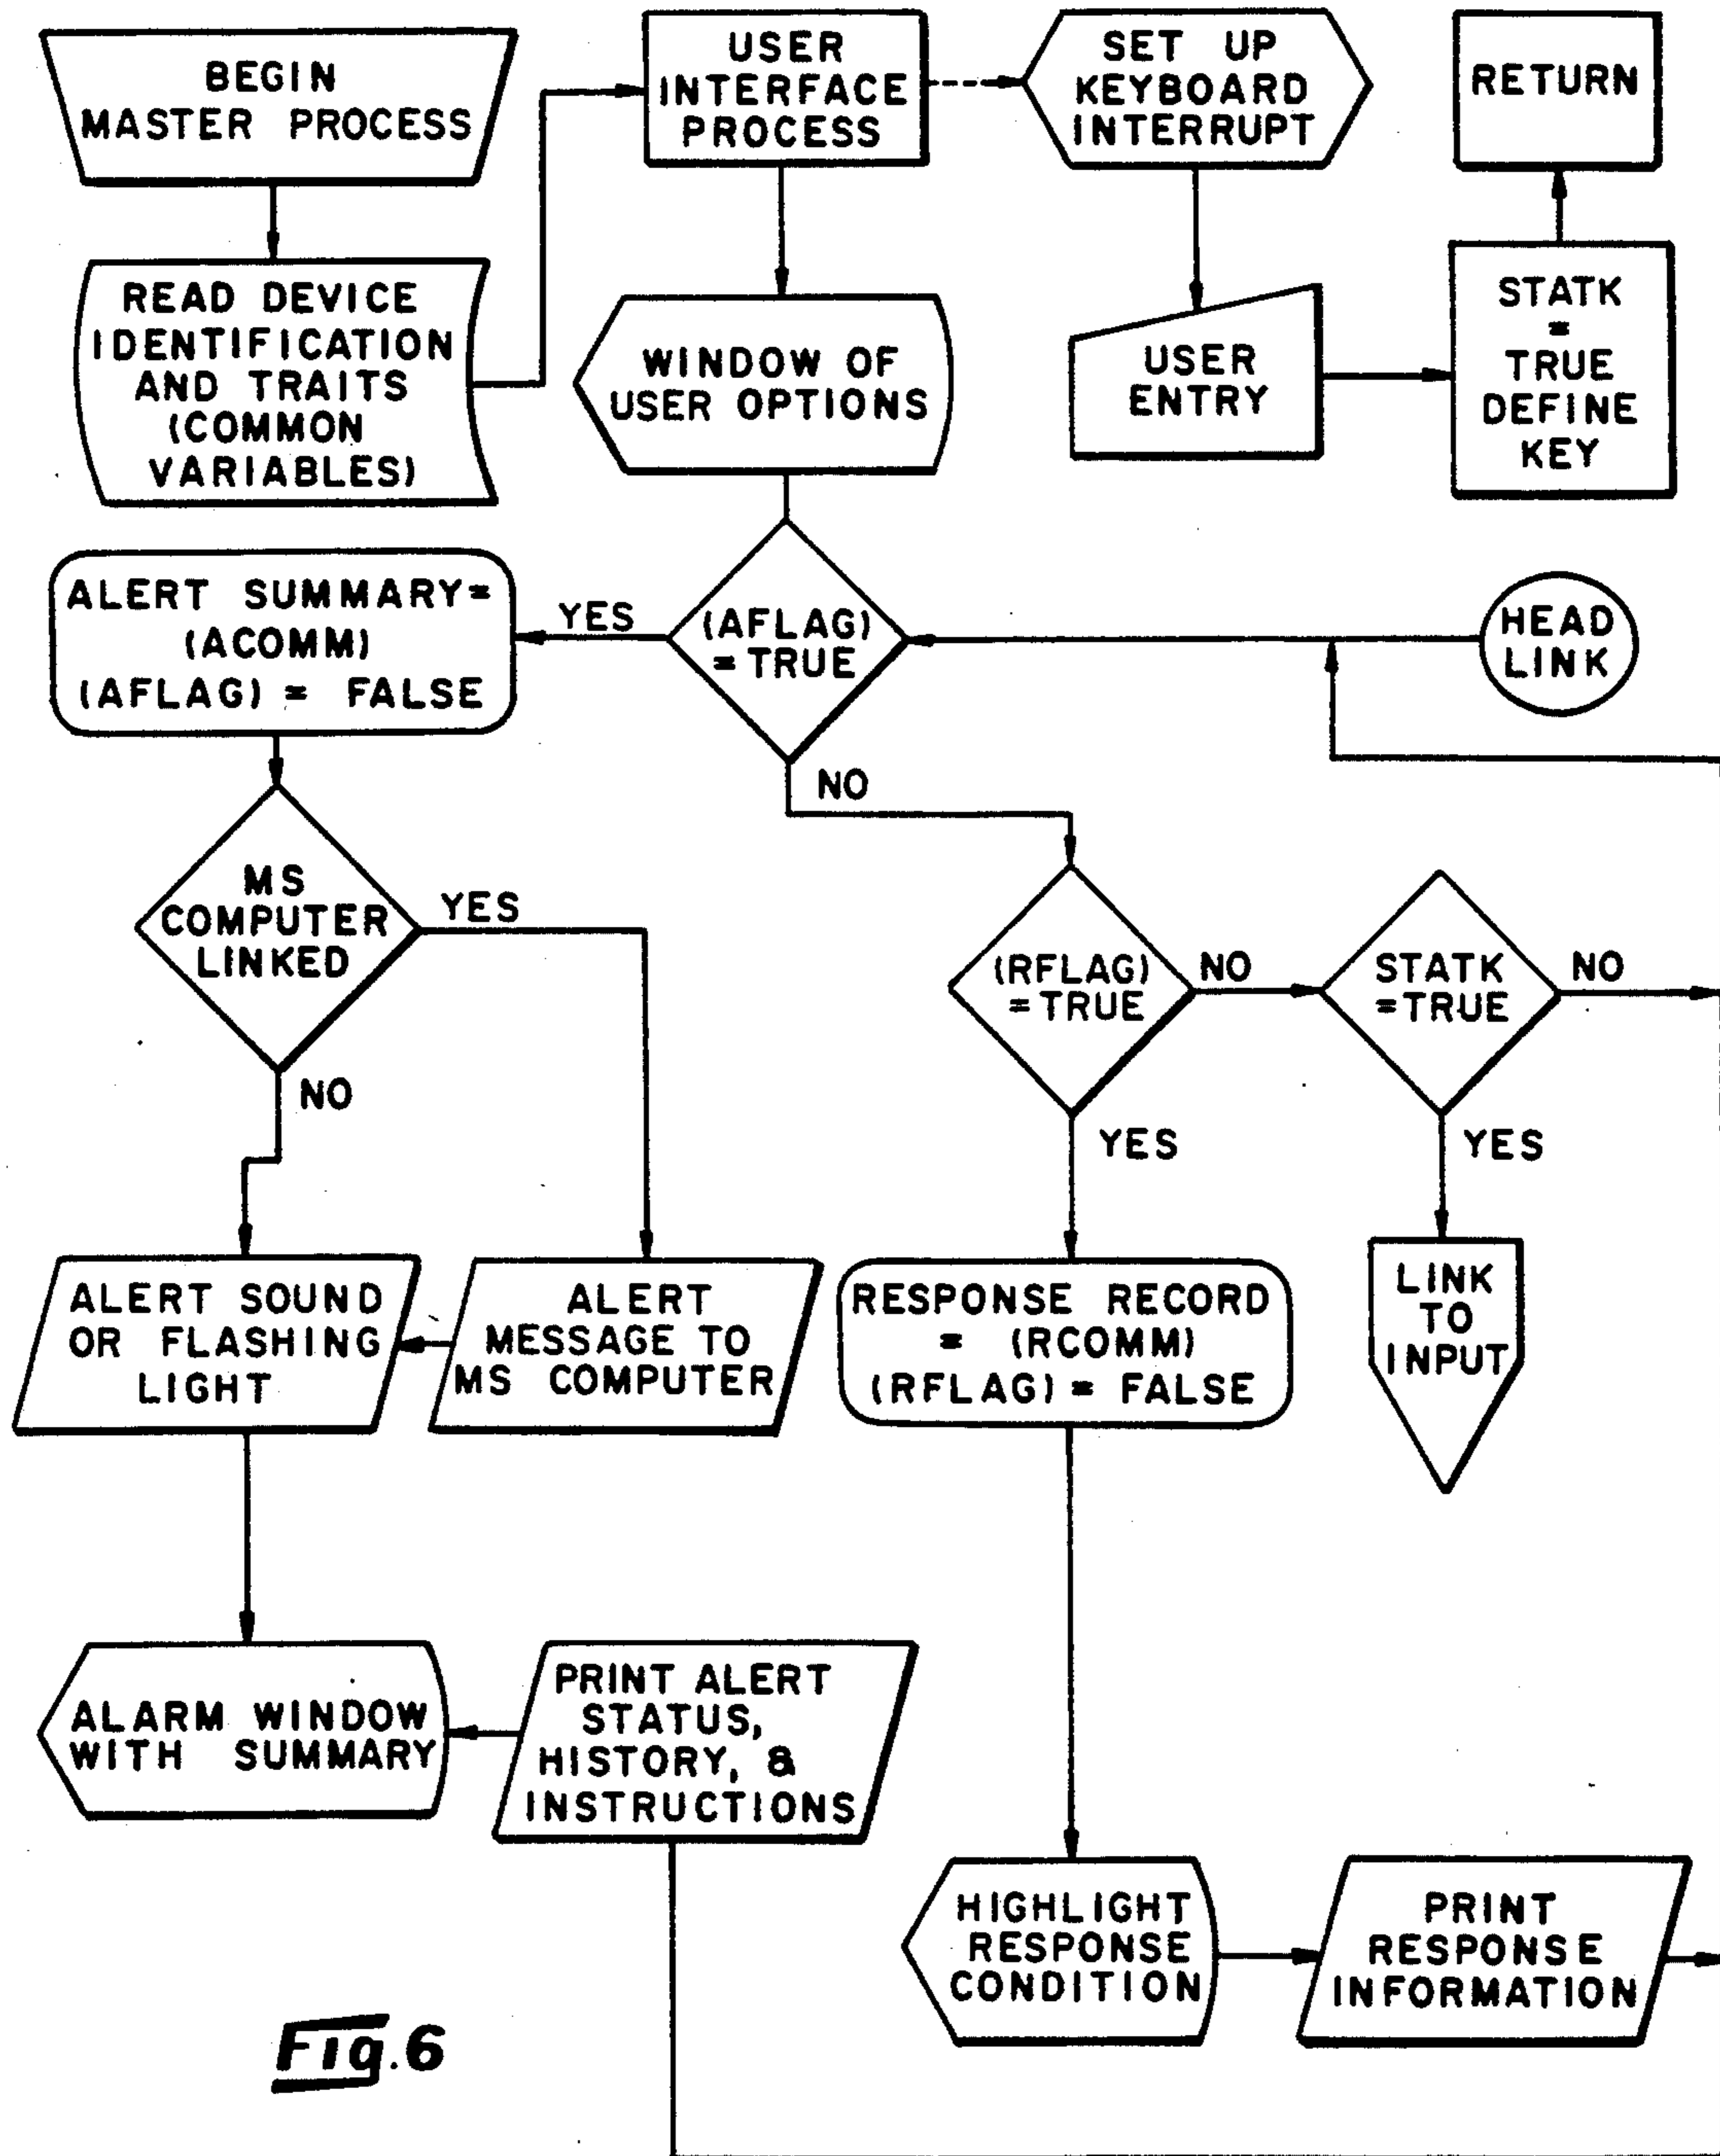 BEGIN
MASTER PROCESS
USER
INTERFACE
PROCESS
SET UP
KEYBOARD
INTERRUPT
RETURN
READ DEVICE
IDENTIFICATION
AND TRAITS
(COMMON
VARIABLES)
WINDOW OF
USER OPTIONS
USER
ENTRY
STATK
=
TRUE
DEFINE
KEY
ALERT SUMMARY=
(ACOMM)
(AFLAG) = FALSE
YES
(AFLAG)
=TRUE
HEAD
LINK
NO
MS
COMPUTER
LINKED
YES
NO
(RFLAG)
=TRUE
NO
STATK
=TRUE
NO
YES
YES
ALERT SOUND
OR FLASHING
LIGHT
ALERT
MESSAGE TO
MS COMPUTER
RESPONSE RECORD
= (RCOMM)
(RFLAG) = FALSE
LINK
TO
INPUT
ALARM WINDOW
WITH SUMMARY
PRINT ALERT
STATUS,
HISTORY, &
INSTRUCTIONS
HIGHLIGHT
RESPONSE
CONDITION
PRINT
RESPONSE
INFORMATION
Fig.6